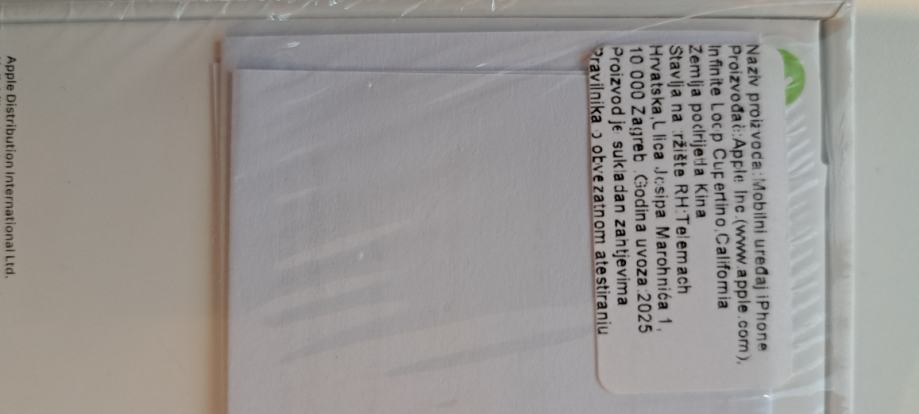 Naziv proizvoda:Mobilni uređaj iPhone
Proizvođač:Apple Inc.(www.apple.com),
Infinite Loop Cupertino,California
Zemlja podrijetla Kina
Stavlja na tržište RH:Telemach
Hrvatska,Ulica Josipa Marohnića 1,
10 000 Zagreb .Godina uvoza:2025
Proizvod je sukladan zahtjevima
Pravilnika o obvezatnom atestiranju
Apple Distribution International Ltd.